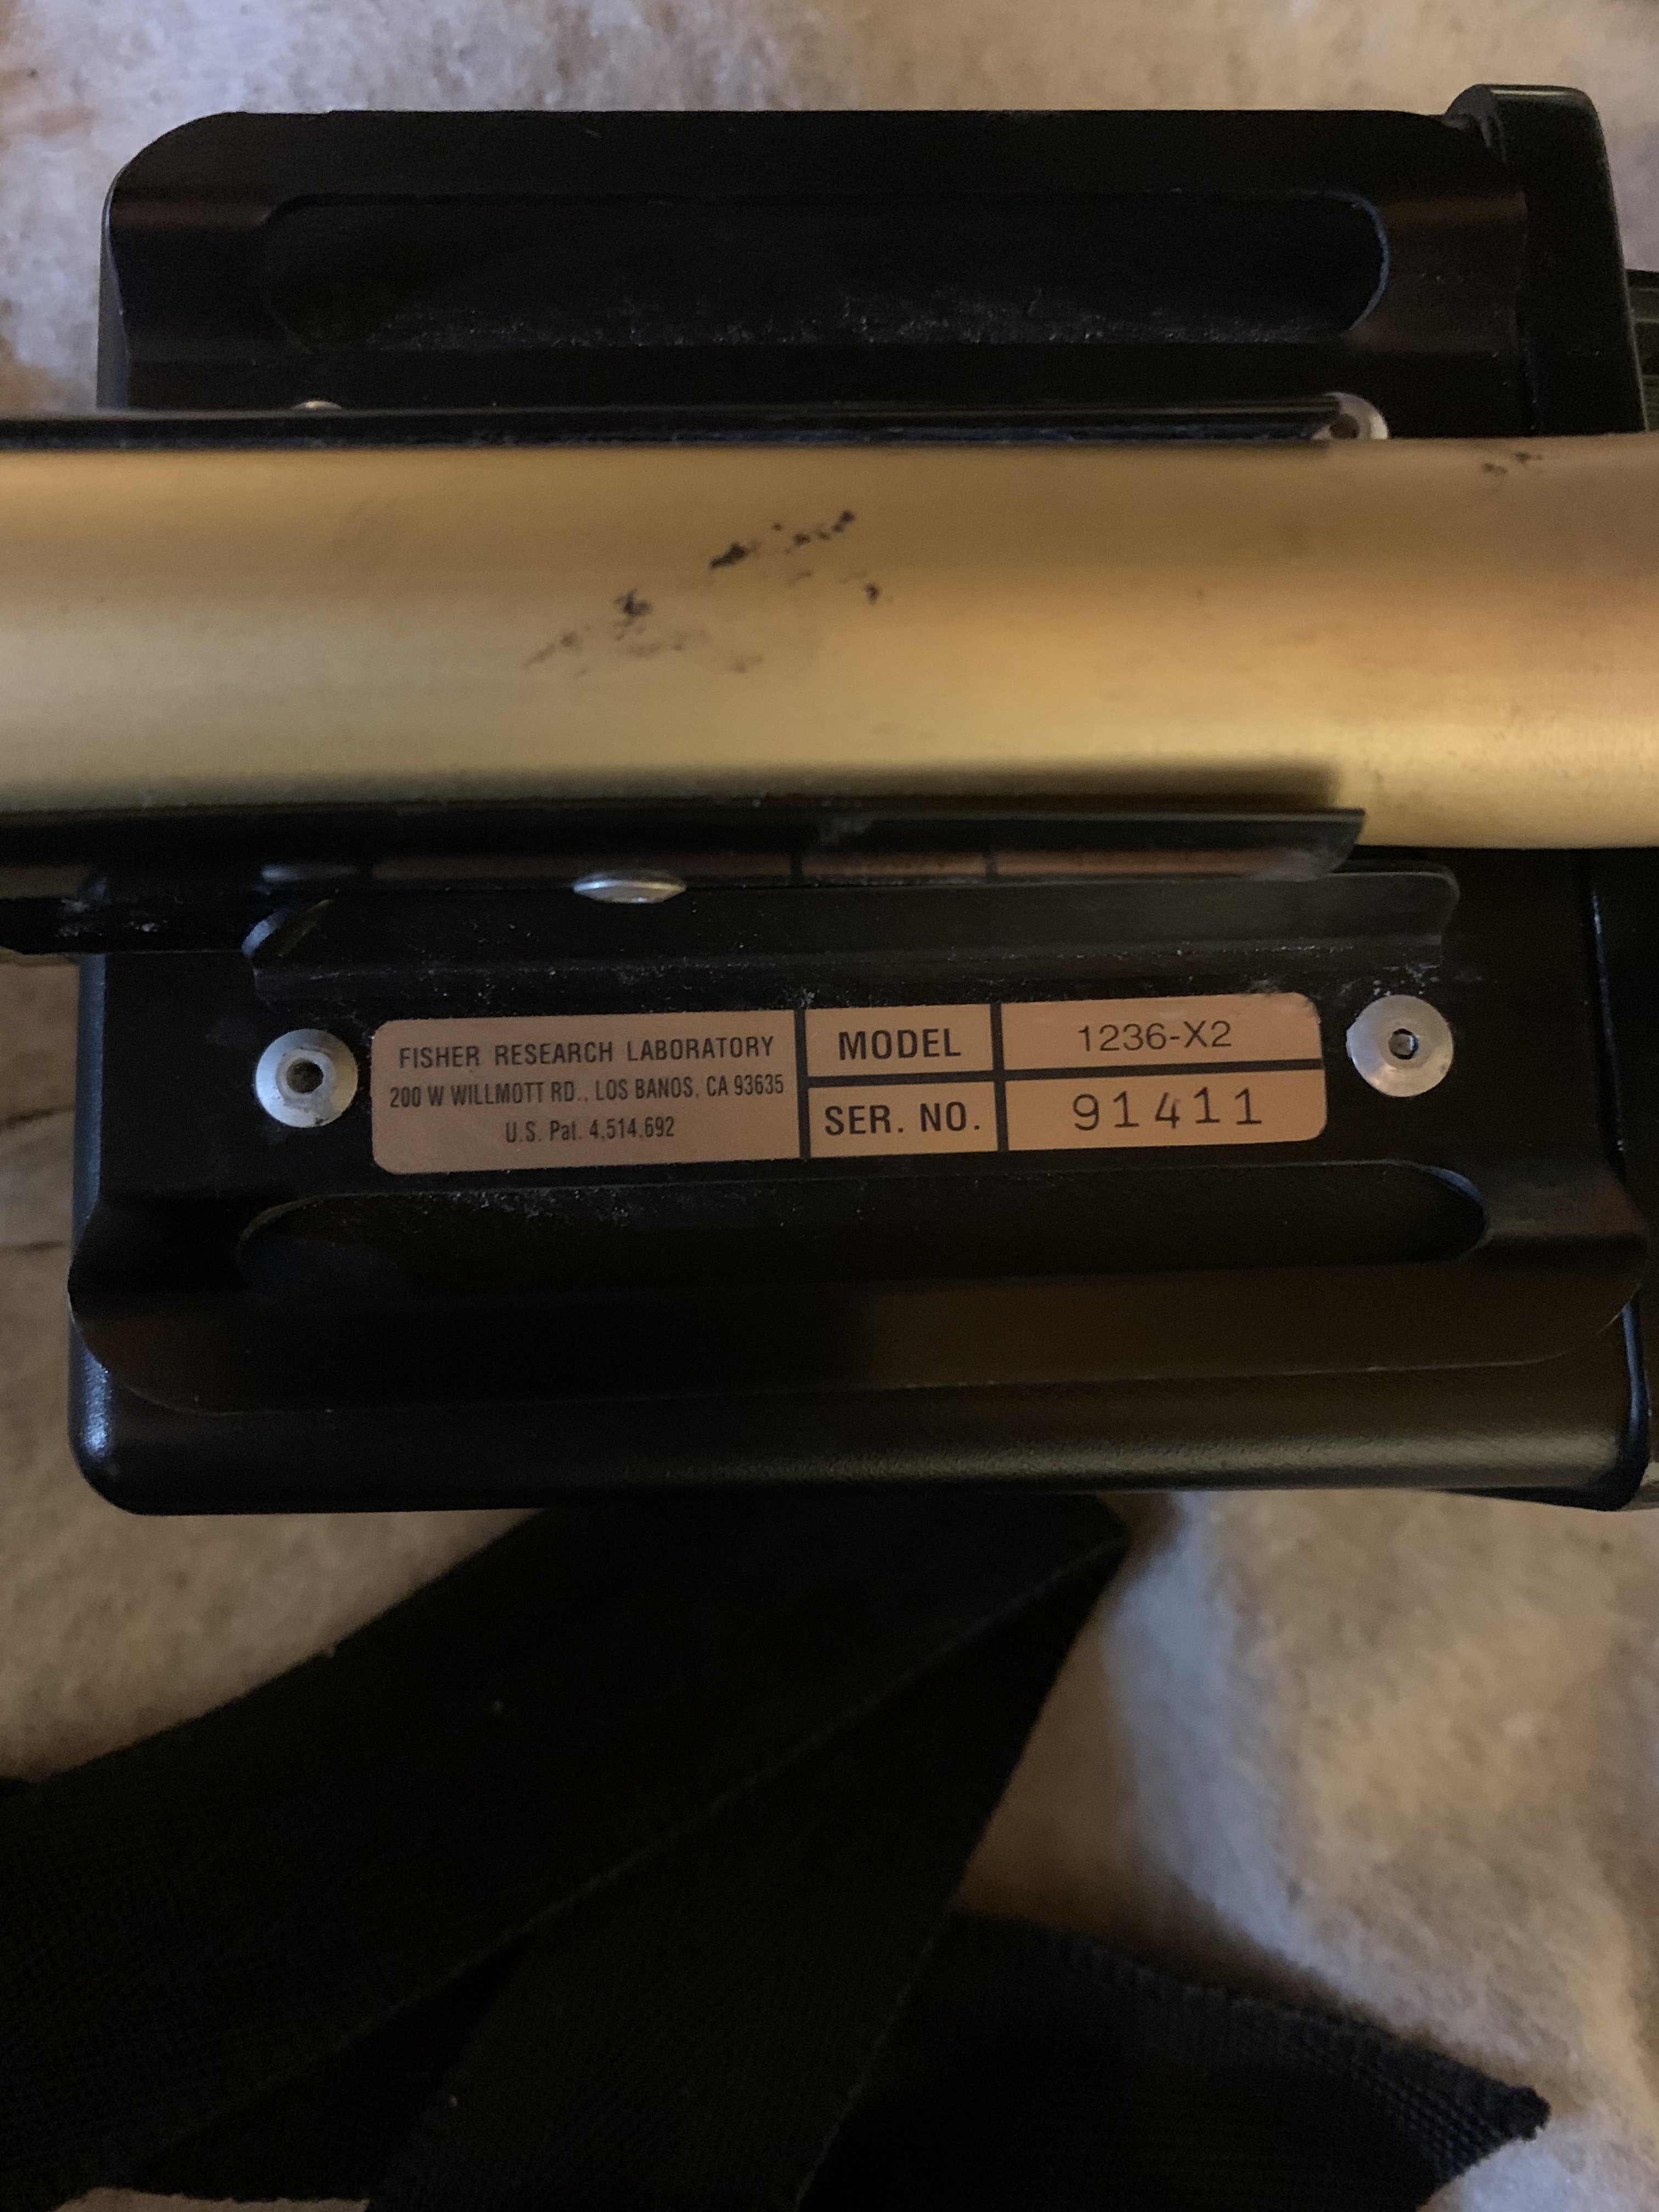 FISHER RESEARCH LABORATORY
200 W WILLMOTT RD., LOS BANOS, CA 93635
U.S. Pat. 4,514,692
MODEL
1236-X2
SER. NO.
91411